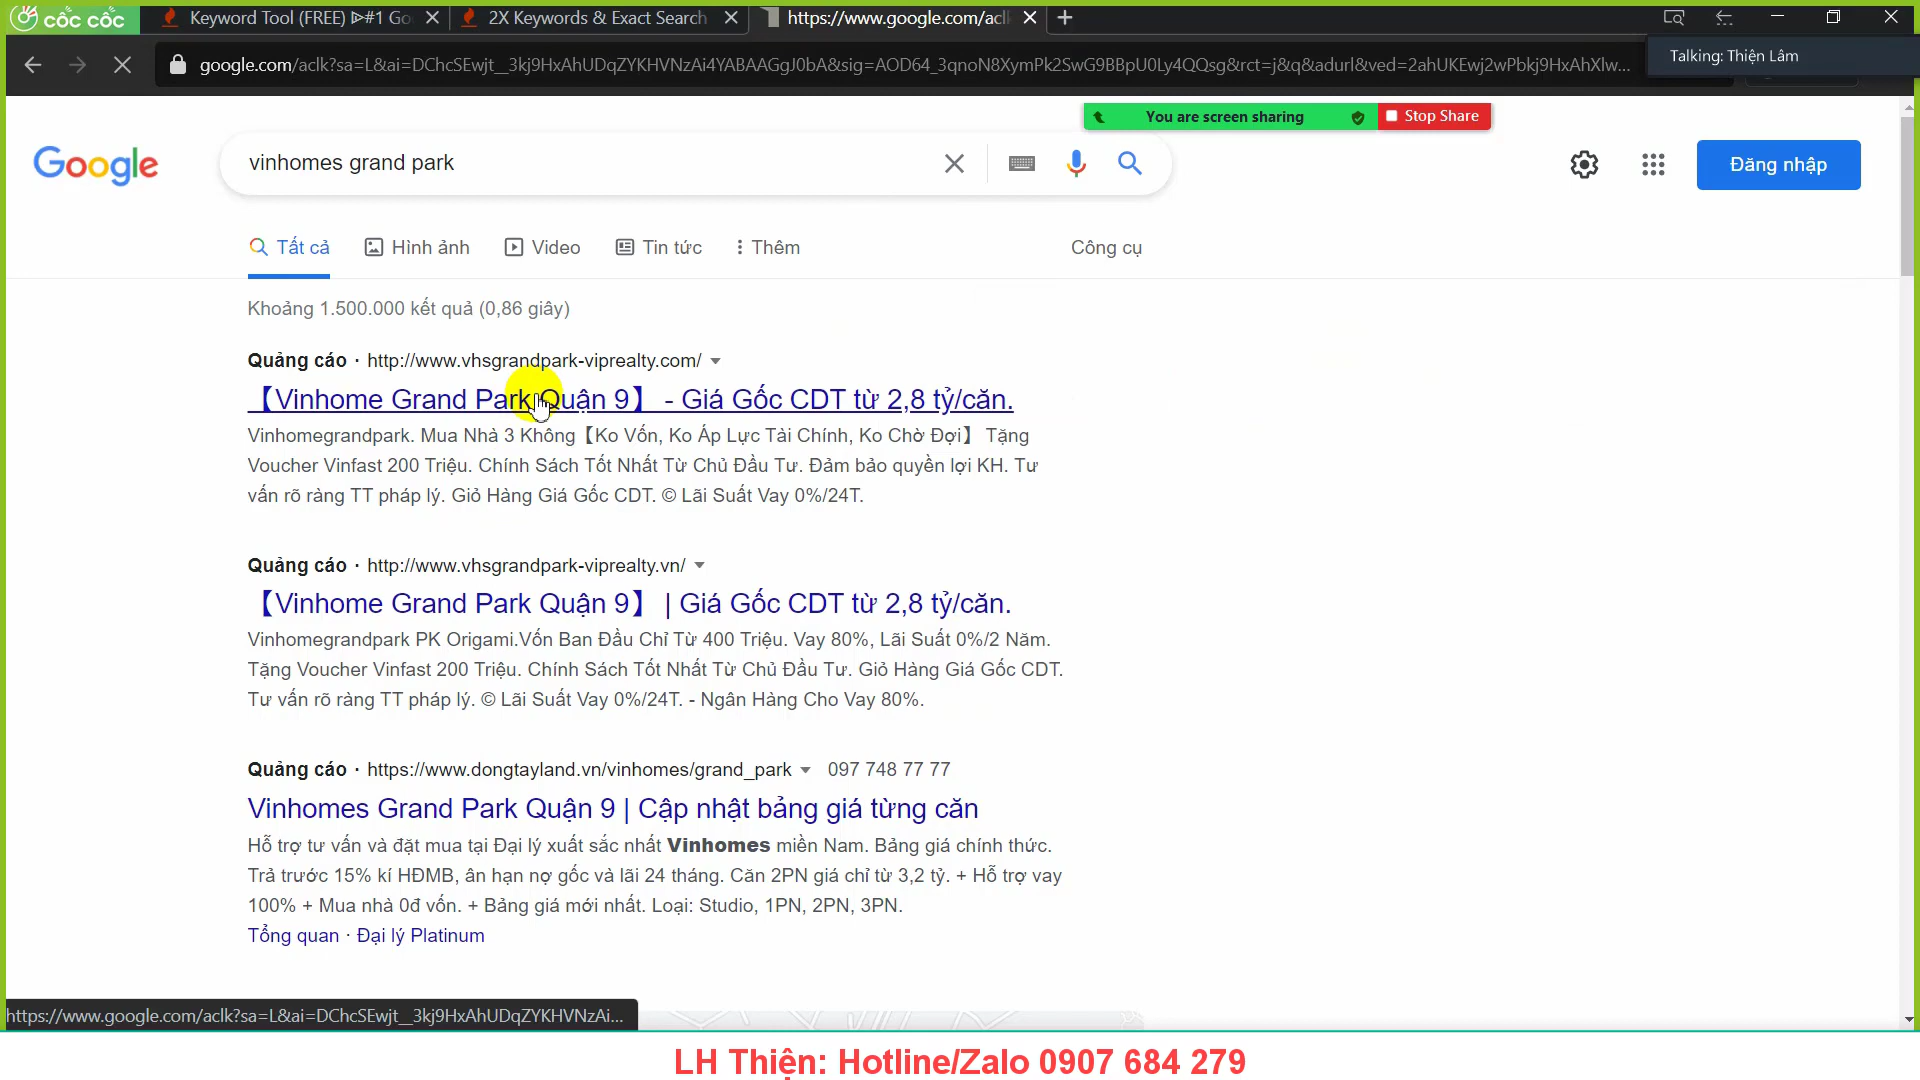 cốc cốc
Keyword Tool (FREE) ᐈ#1 Go
2X Keywords & Exact Search
https://www.google.com/acl
google.com/aclk?sa=L&ai=DChcSEwjt__3kj9HxAhUDqZYKHVNzAi4YABAAGgJ0bA&sig=AOD64_3qnoN8XymPk2SwG9BBpU0Ly4QQsg&rct=j&q&adurl&ved=2ahUKEwj2wPbkj9HxAhXlw...
Talking: Thiện Lâm
You are screen sharing
Stop Share
Google
vinhomes grand park
Đăng nhập
Tất cả
Hình ảnh
Video
Tin tức
Thêm
Công cụ
Khoảng 1.500.000 kết quả (0,86 giây)
Quảng cáo · http://www.vhsgrandpark-viprealty.com/
【Vinhome Grand Park Quận 9】 - Giá Gốc CDT từ 2,8 tỷ/căn.
Vinhomegrandpark. Mua Nhà 3 Không【Ko Vốn, Ko Áp Lực Tài Chính, Ko Chờ Đợi】 Tặng
Voucher Vinfast 200 Triệu. Chính Sách Tốt Nhất Từ Chủ Đầu Tư. Đảm bảo quyền lợi KH. Tư
vấn rõ ràng TT pháp lý. Giỏ Hàng Giá Gốc CDT. © Lãi Suất Vay 0%/24T.
Quảng cáo · http://www.vhsgrandpark-viprealty.vn/
【Vinhome Grand Park Quận 9】 | Giá Gốc CDT từ 2,8 tỷ/căn.
Vinhomegrandpark PK Origami.Vốn Ban Đầu Chỉ Từ 400 Triệu. Vay 80%, Lãi Suất 0%/2 Năm.
Tặng Voucher Vinfast 200 Triệu. Chính Sách Tốt Nhất Từ Chủ Đầu Tư. Giỏ Hàng Giá Gốc CDT.
Tư vấn rõ ràng TT pháp lý. © Lãi Suất Vay 0%/24T. - Ngân Hàng Cho Vay 80%.
Quảng cáo · https://www.dongtayland.vn/vinhomes/grand_park 097 748 77 77
Vinhomes Grand Park Quận 9 | Cập nhật bảng giá từng căn
Hỗ trợ tư vấn và đặt mua tại Đại lý xuất sắc nhất Vinhomes miền Nam. Bảng giá chính thức.
Trả trước 15% kí HĐMB, ân hạn nợ gốc và lãi 24 tháng. Căn 2PN giá chỉ từ 3,2 tỷ. + Hỗ trợ vay
100% + Mua nhà 0đ vốn. + Bảng giá mới nhất. Loại: Studio, 1PN, 2PN, 3PN.
Tổng quan · Đại lý Platinum
https://www.google.com/aclk?sa=L&ai=DChcSEwjt__3kj9HxAhUDqZYKHVNzAi...
LH Thiện: Hotline/Zalo 0907 684 279